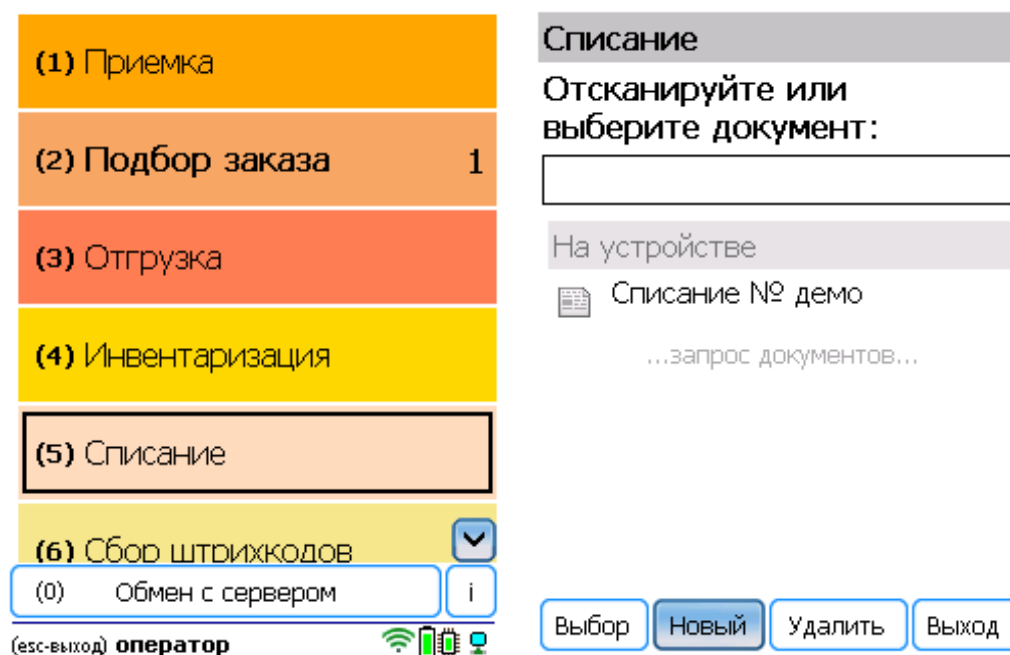 (1) Приемка
(2) Подбор заказа 1
(3) Отгрузка
(4) Инвентаризация
(5) Списание
(6) Сбор штрихкодов
(0) Обмен с сервером i
(esc-выход) оператор
Списание
Отсканируйте или
выберите документ:
На устройстве
Списание № демо
...запрос документов...
Выбор Новый Удалить Выход